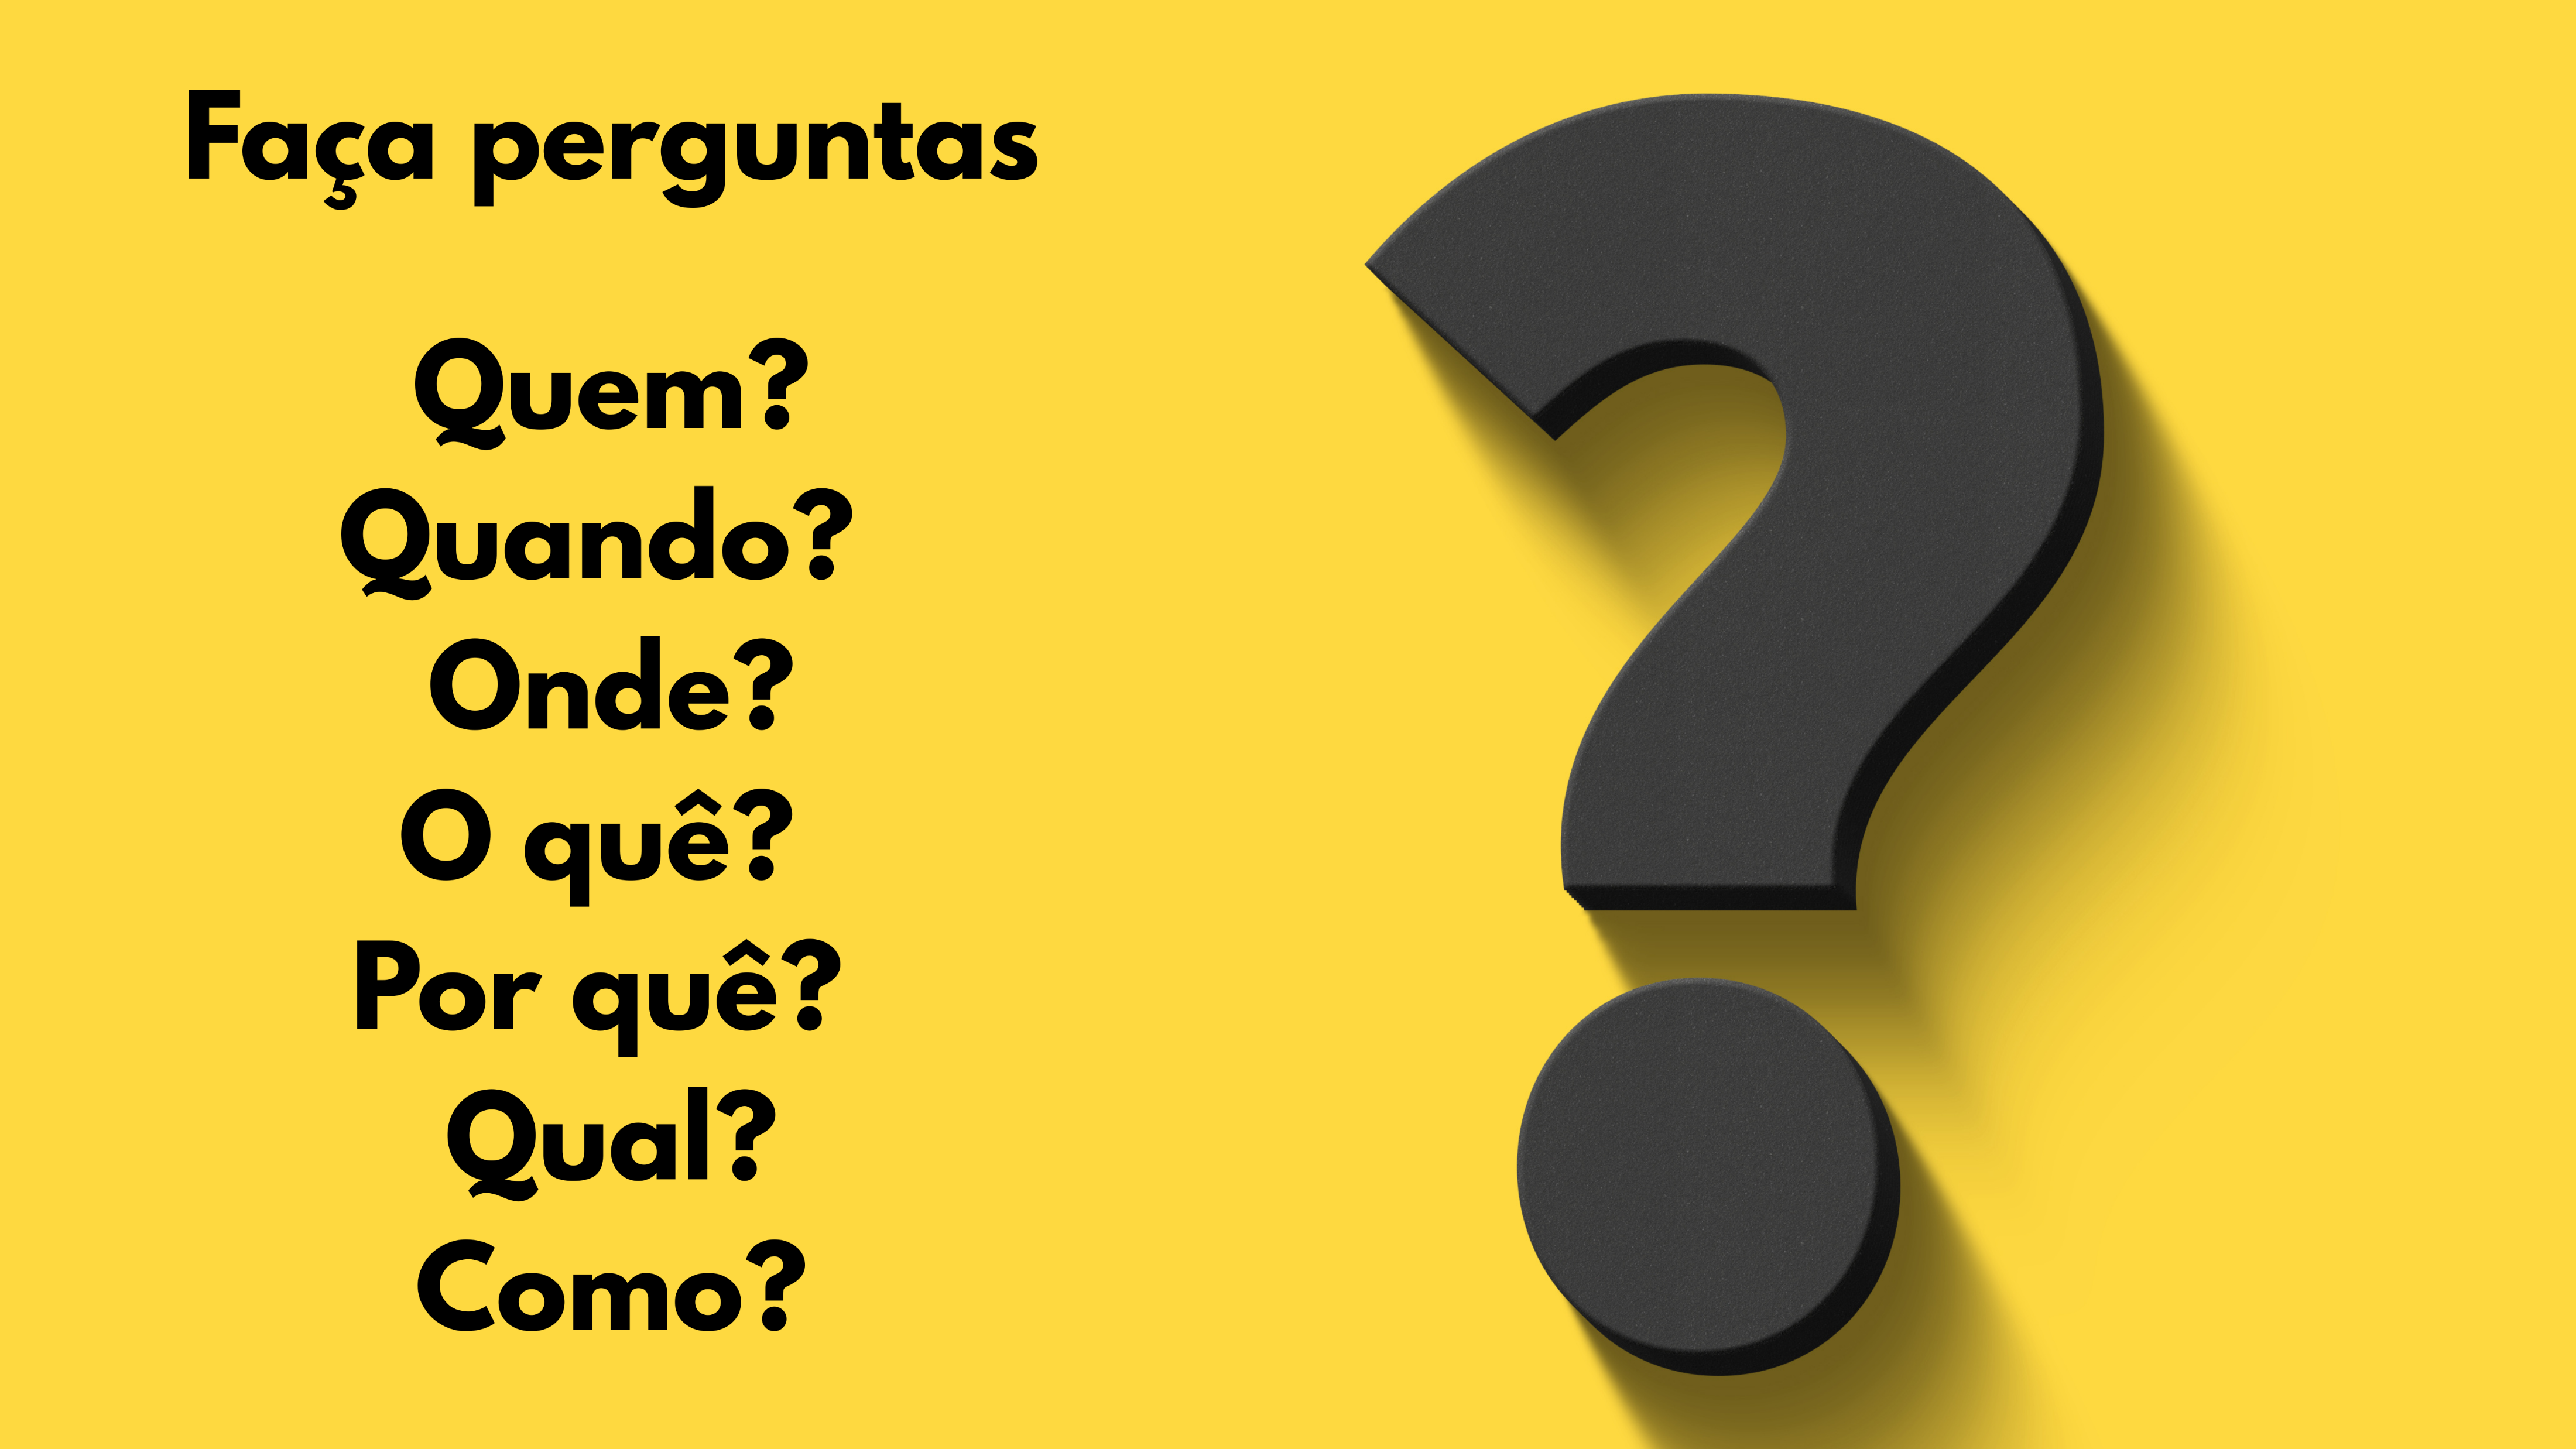 Faça perguntas
Quem?
Quando?
Onde?
O quê?
Por quê?
Qual?
Como?